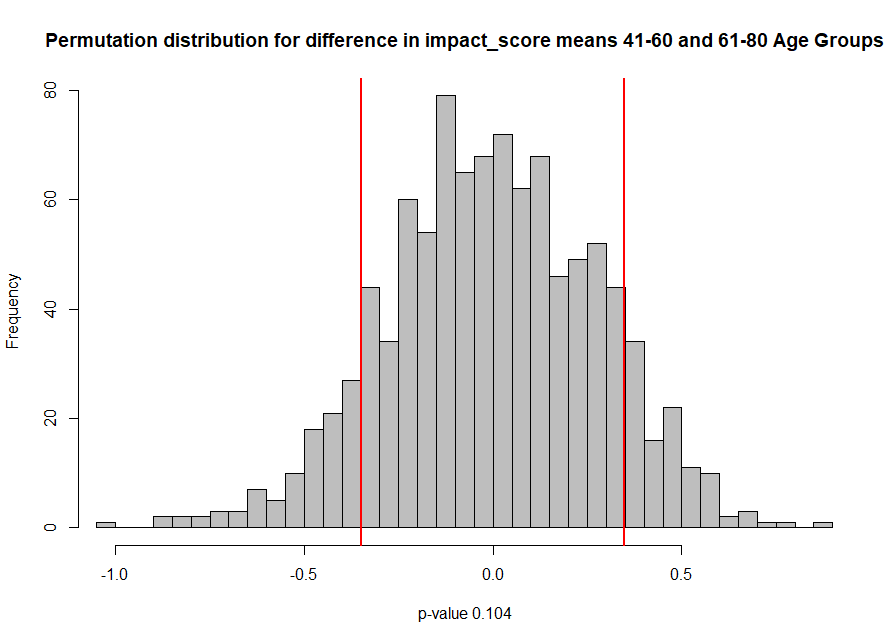 Permutation distribution for difference in impact_score means 41-60 and 61-80 Age Groups
80
60
40
20
0
Frequency
-1.0 -0.5 0.0 0.5
p-value 0.104